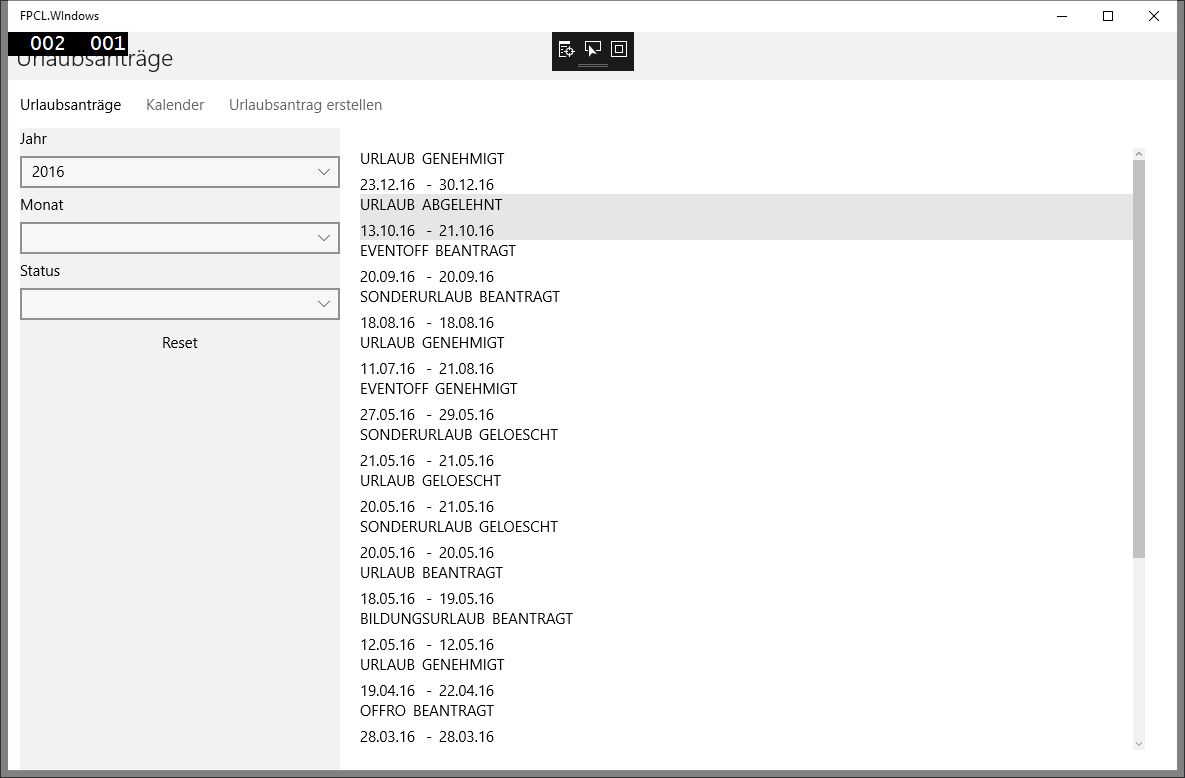 FPCL.Windows
002 001
Urlaubsanträge
Urlaubsanträge Kalender Urlaubsantrag erstellen
Jahr
2016
Monat
Status
Reset
URLAUB GENEHMIGT
23.12.16 - 30.12.16
URLAUB ABGELEHNT
13.10.16 - 21.10.16
EVENTOFF BEANTRAGT
20.09.16 - 20.09.16
SONDERURLAUB BEANTRAGT
18.08.16 - 18.08.16
URLAUB GENEHMIGT
11.07.16 - 21.08.16
EVENTOFF GENEHMIGT
27.05.16 - 29.05.16
SONDERURLAUB GELOESCHT
21.05.16 - 21.05.16
URLAUB GELOESCHT
20.05.16 - 21.05.16
SONDERURLAUB GELOESCHT
20.05.16 - 20.05.16
URLAUB BEANTRAGT
18.05.16 - 19.05.16
BILDUNGSURLAUB BEANTRAGT
12.05.16 - 12.05.16
URLAUB GENEHMIGT
19.04.16 - 22.04.16
OFFRO BEANTRAGT
28.03.16 - 28.03.16